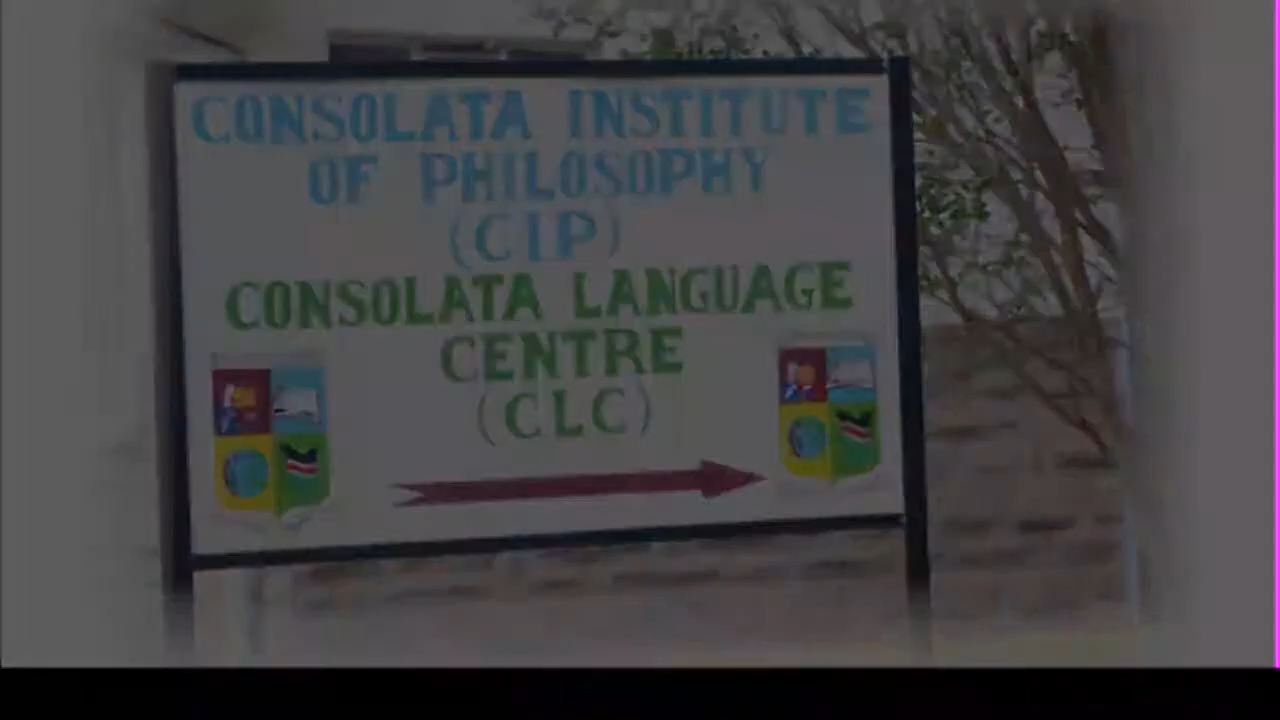 CONSOLATA INSTITUTE
OF PHILOSOPHY
(CIP)
CONSOLATA LANGUAGE
CENTRE
(CLC)